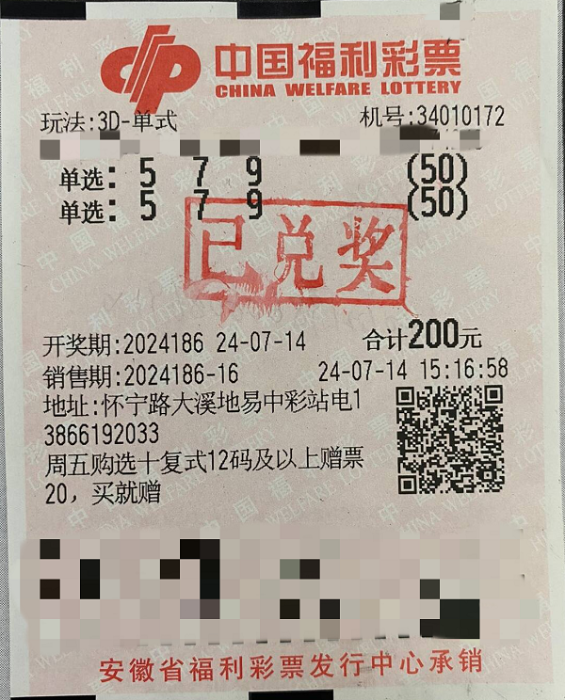 中国福利彩票
CHINA WELFARE LOTTERY
玩法:3D-单式 机号:34010172
单选: 5 7 9 (50)
单选: 5 7 9 (50)
已兑奖
开奖期:2024186 24-07-14 合计200元
销售期:2024186-16 24-07-14 15:16:58
地址:怀宁路大溪地易中彩站电1
3866192033
周五购选十复式12码及以上赠票
20，买就赠
安徽省福利彩票发行中心承销